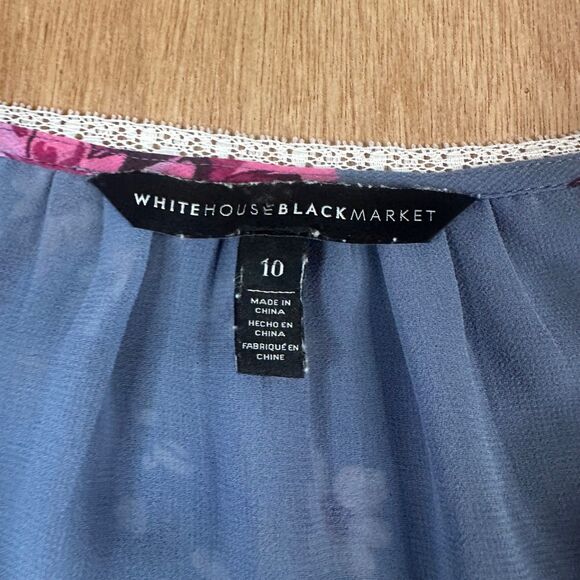 WHITEHOUSEBLACKMARKET
10
MADE IN
CHINA
HECHO EN
CHINA
FABRIQUÉ EN
CHINE